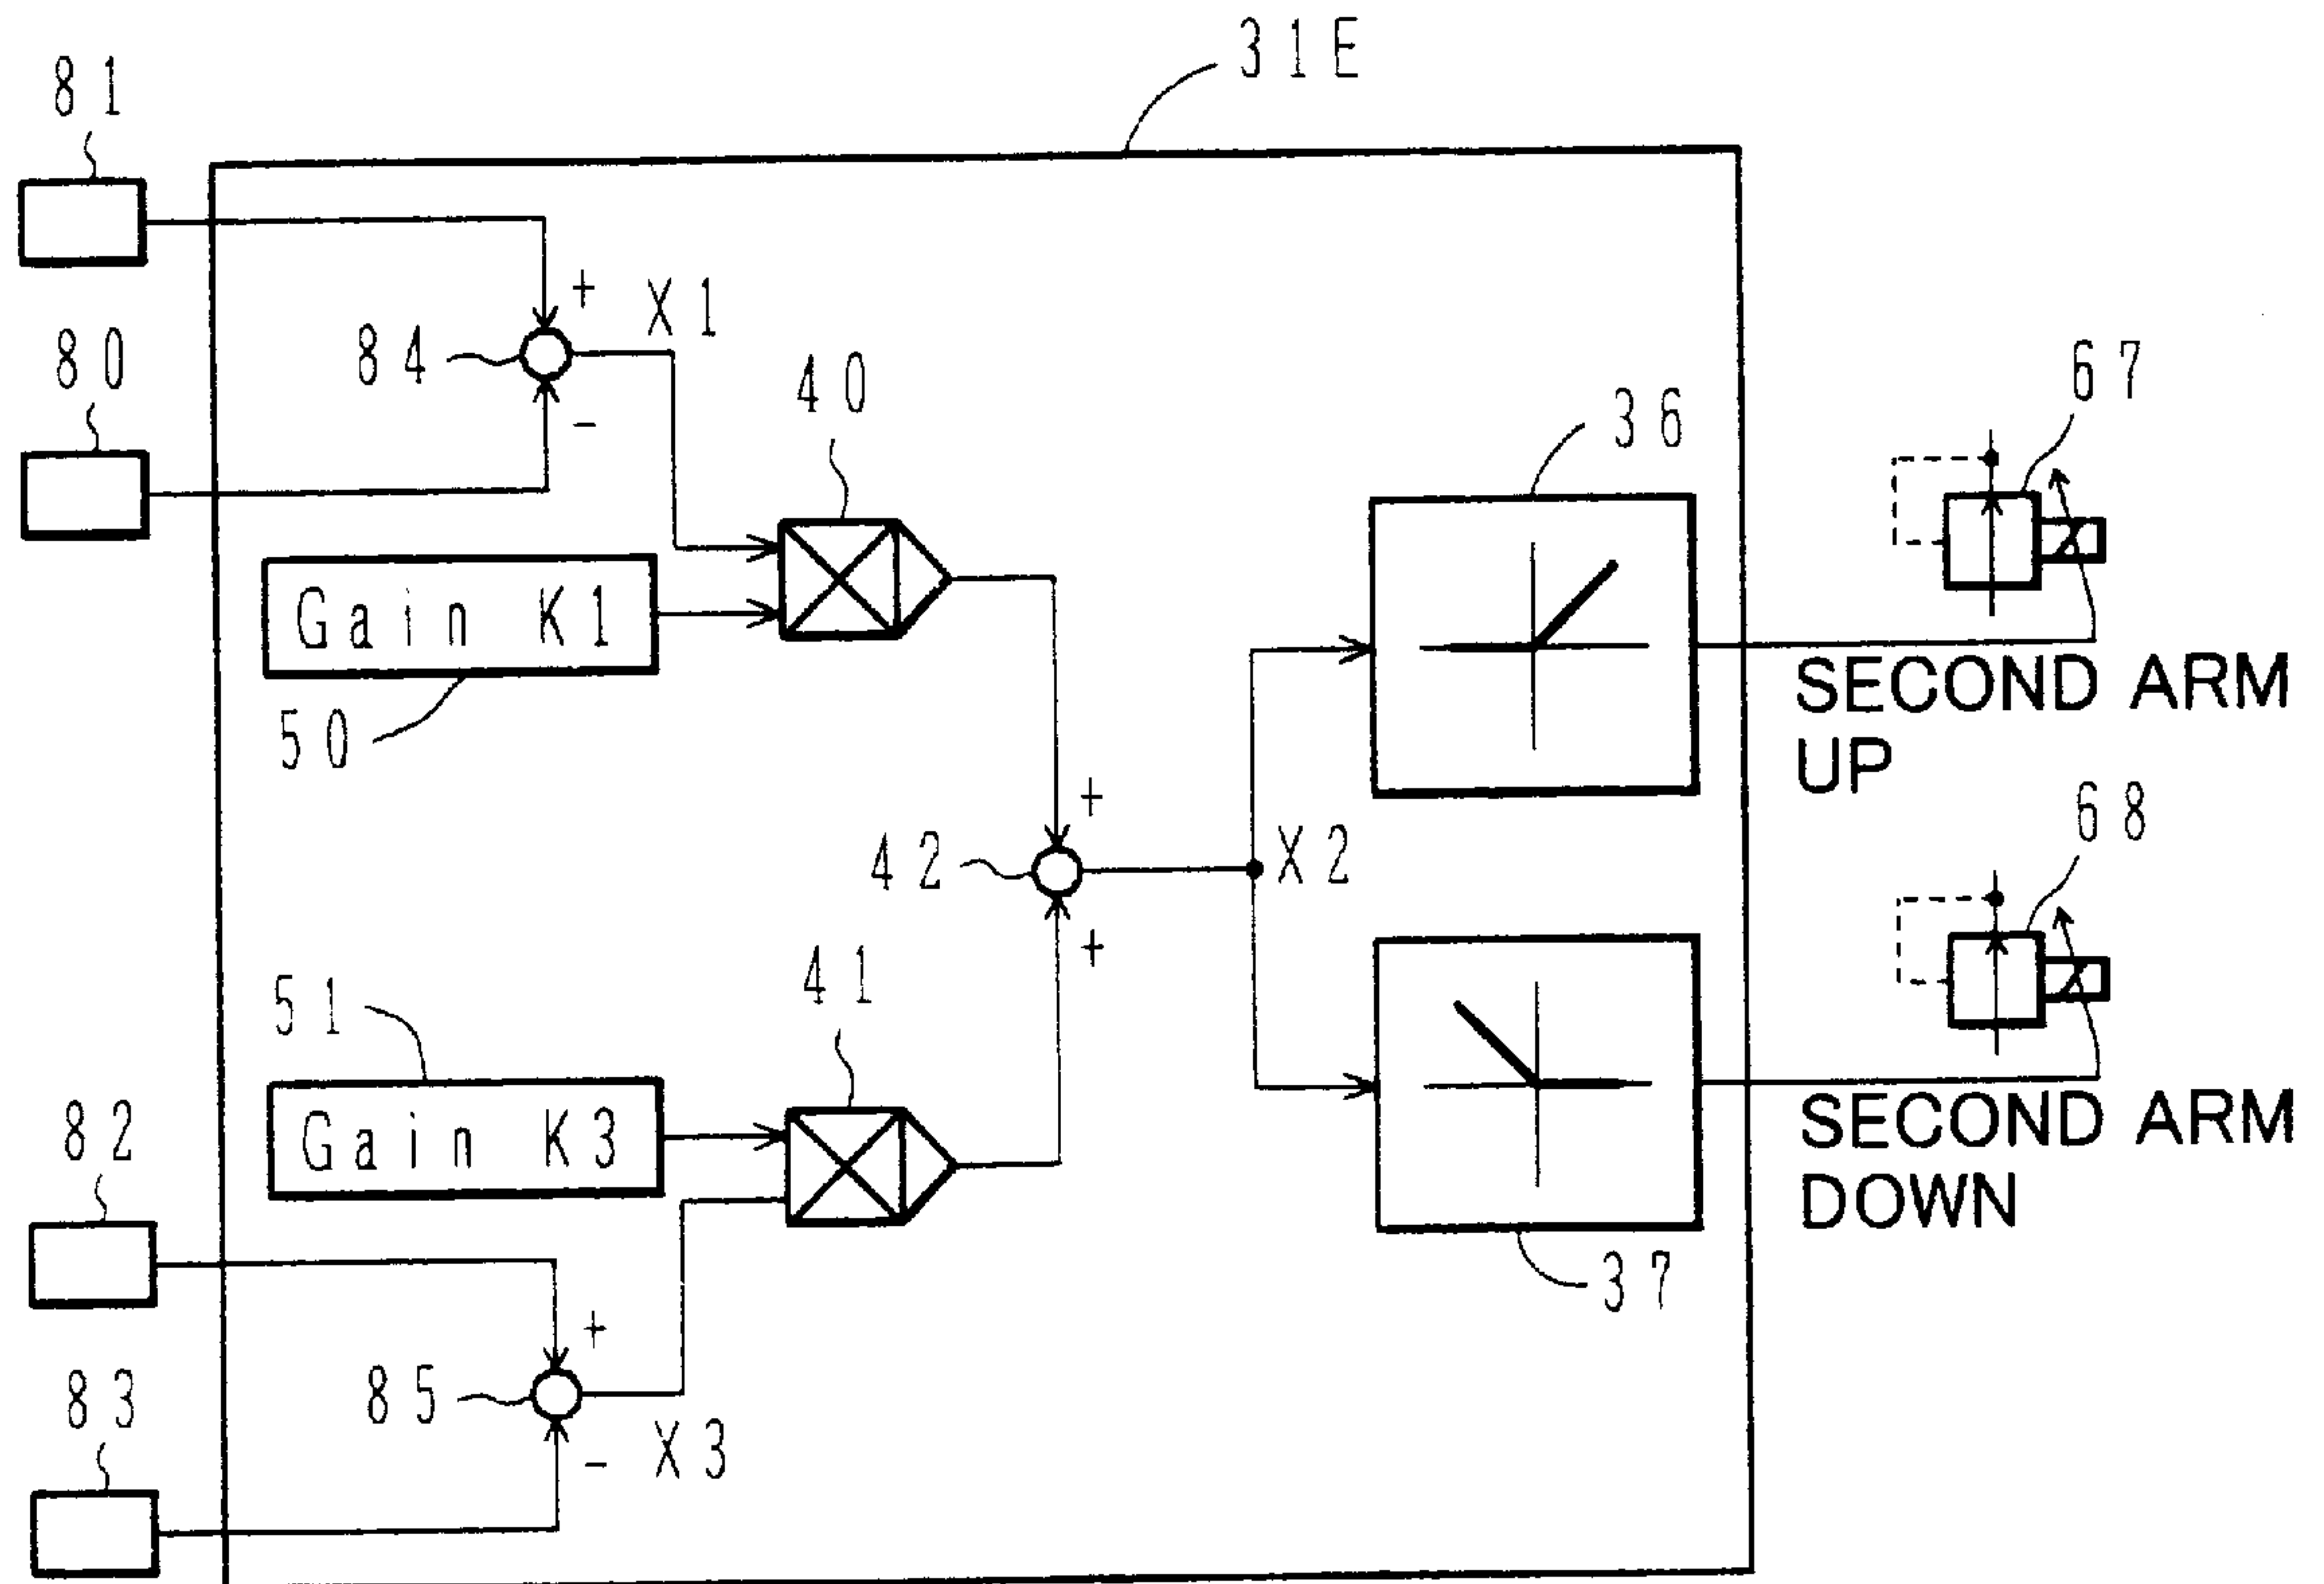 31E
81
+
X1
80
84
40
67
-
36
Gain K1
SECOND ARM
UP
50
+
68
42
X2
+
41
51
SECOND ARM
DOWN
Gain K3
82
37
+
83
85
-
X3